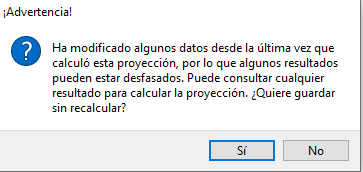 ¡Advertencia!
Ha modificado algunos datos desde la última vez que
calculó esta proyección, por lo que algunos resultados
pueden estar desfasados. Puede consultar cualquier
resultado para calcular la proyección. ¿Quiere guardar
sin recalcular?
Sí
No